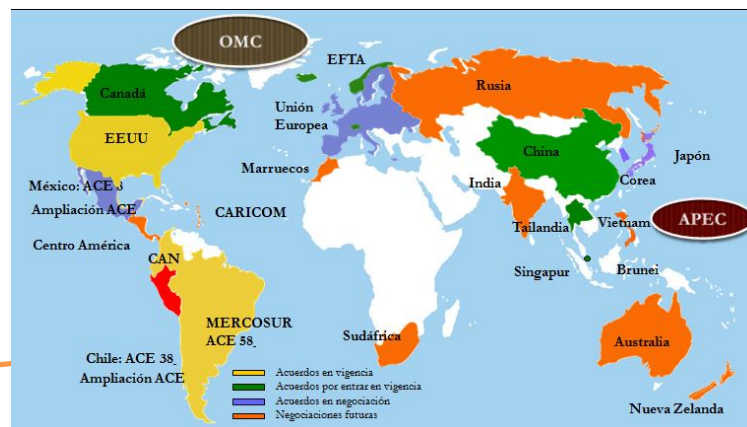 OMC
EFTA
Canadá
Rusia
Unión
Europea
EEUU
China
Japón
Marruecos
India
Corea
México: ACE 8
Ampliación ACE
CARICOM
Tailandia
Vietnam
APEC
Centro América
CAN
Singapur
Brunei
MERCOSUR
ACE 58
Sudáfrica
Australia
Chile: ACE 38
Ampliación ACE
Acuerdos en vigencia
Acuerdos por entrar en vigencia
Acuerdos en negociación
Negociaciones futuras
Nueva Zelanda